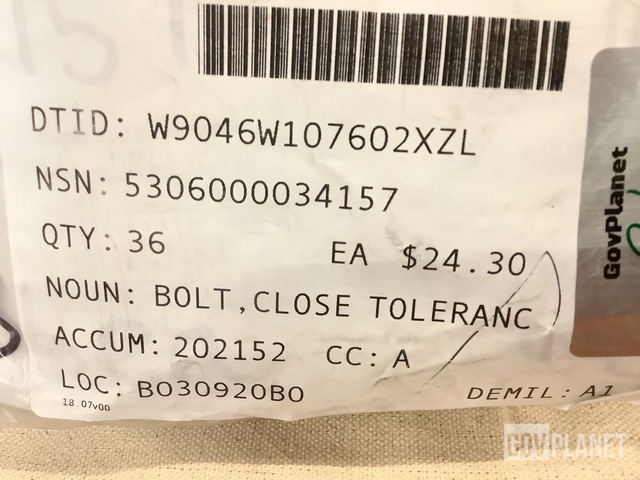 DTID: W9046W107602XZL
NSN: 5306000034157
QTY: 36 EA $24.30
NOUN: BOLT,CLOSE TOLERANC
ACCUM: 202152 CC: A
LOC: BO30920BO
DEMIL: A1
18.07v00
GovPlanet
GOVPLANET